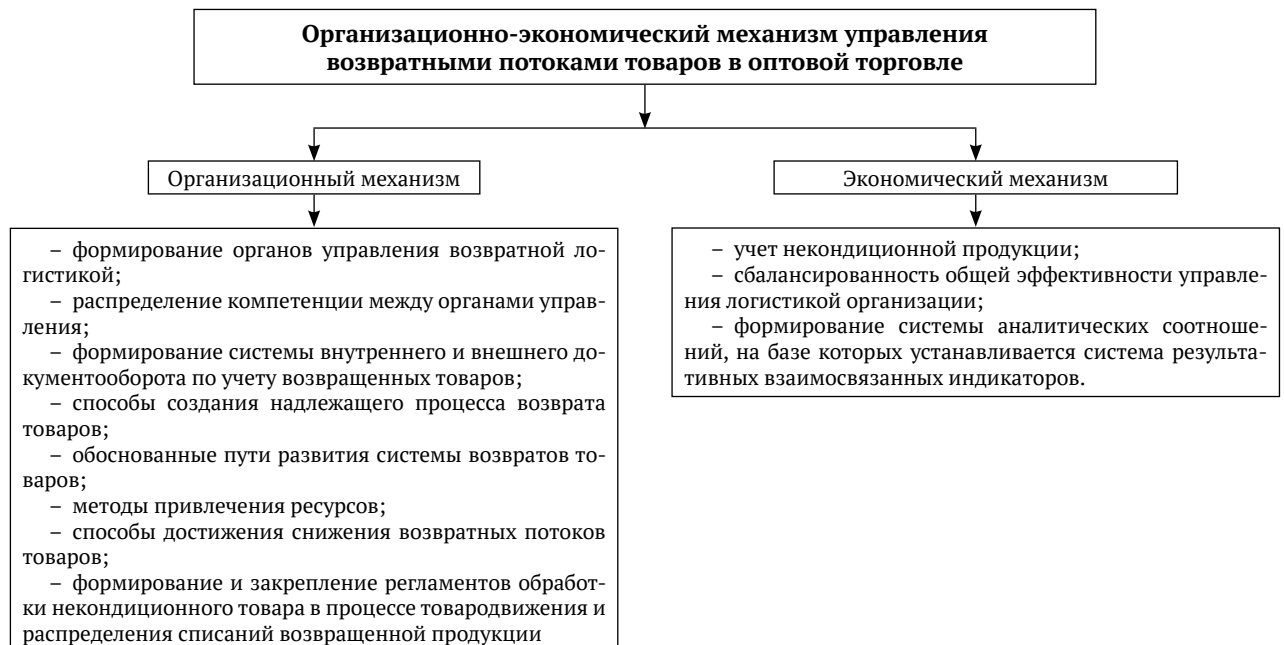 Организационно-экономический механизм управления
возвратными потоками товаров в оптовой торговле
Организационный механизм
– формирование органов управления возвратной ло-
гистикой;
– распределение компетенции между органами управ-
ления;
– формирование системы внутреннего и внешнего до-
кументооборота по учету возвращенных товаров;
– способы создания надлежащего процесса возврата
товаров;
– обоснованные пути развития системы возвратов то-
варов;
– методы привлечения ресурсов;
– способы достижения снижения возвратных потоков
товаров;
– формирование и закрепление регламентов обработ-
ки некондиционного товара в процессе товародвижения и
распределения списаний возвращенной продукции
Экономический механизм
– учет некондиционной продукции;
– сбалансированность общей эффективности управле-
ния логистикой организации;
– формирование системы аналитических соотноше-
ний, на базе которых устанавливается система результа-
тивных взаимосвязанных индикаторов.